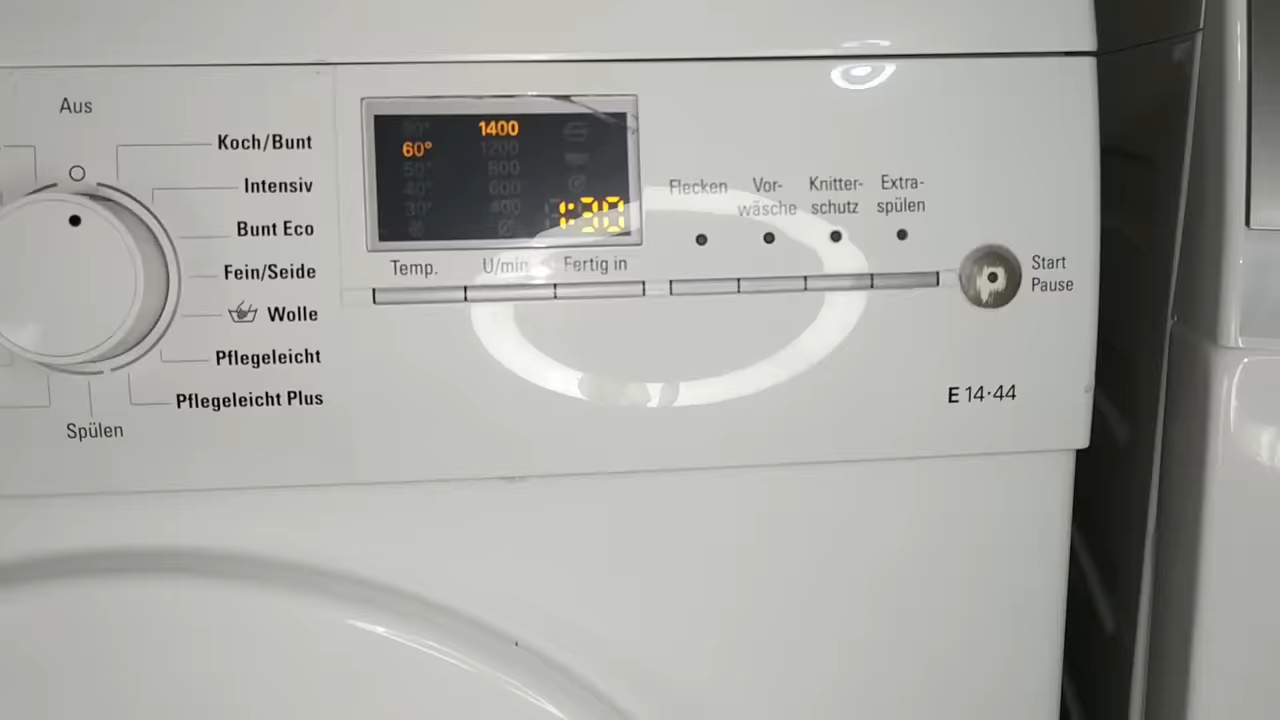 Aus
Koch/Bunt
Intensiv
Bunt Eco
Fein/Seide
Wolle
Pflegeleicht
Pflegeleicht Plus
Spülen
90° 1400
60° 1200
50° 800
40° 600
30° 400
1:30
Temp. U/min Fertig in
Flecken
Vor-
wäsche
Knitter-
schutz
Extra-
spülen
Start
Pause
E 14·44